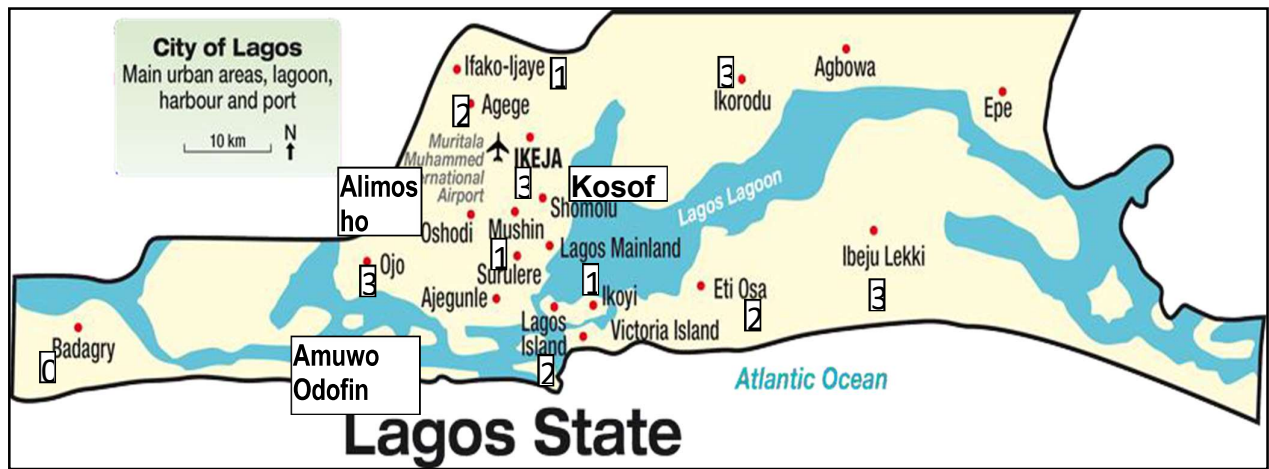 City of Lagos
Main urban areas, lagoon,
harbour and port
10 km
N
Ifako-Ijaye
1
Agege
2
Muritala
Muhammed
ernational
Airport
IKEJA
3
3
Ikorodu
Agbowa
Epe
Alimos
ho
Kosof
Shomolu
Lagos Lagoon
Oshodi
Mushin
1
Surulere
Lagos Mainland
Ojo
3
Ajegunle
1
Ikoyi
Lagos
Island
2
Victoria Island
Eti Osa
2
Ibeju Lekki
3
Badagry
0
Amuwo
Odofin
Atlantic Ocean
Lagos State